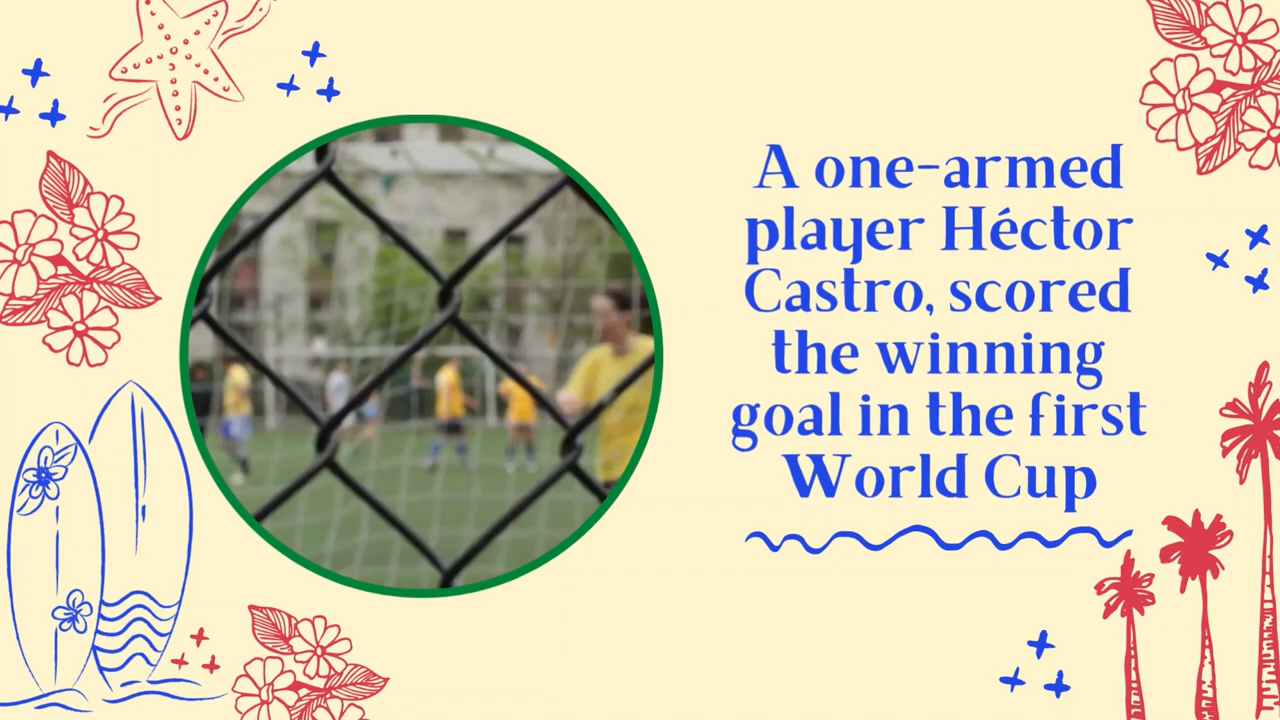 A one-armed
player Héctor
Castro, scored
the winning
goal in the first
World Cup